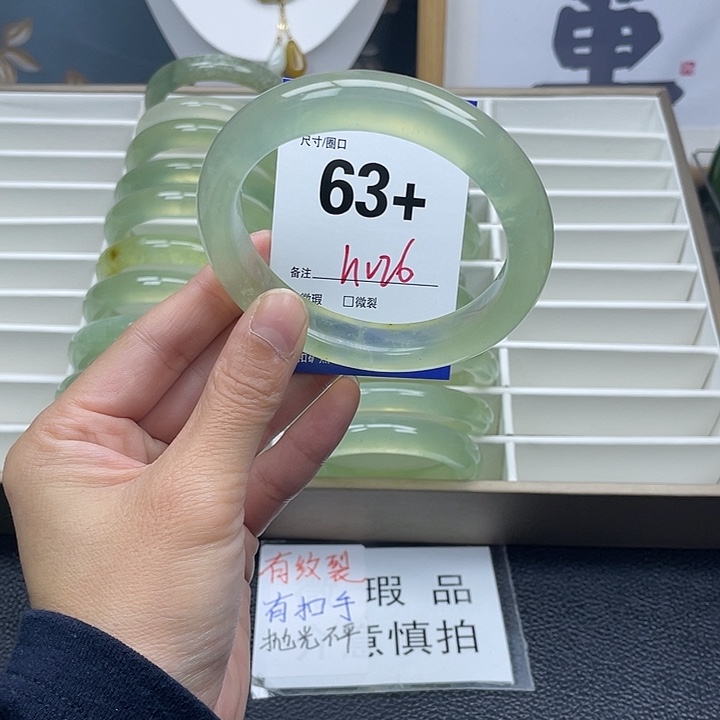 尺寸/圈口
63+
备注 hv26
微瑕 □微裂
有纹裂 瑕品
有扣手
抛光不平 慎拍